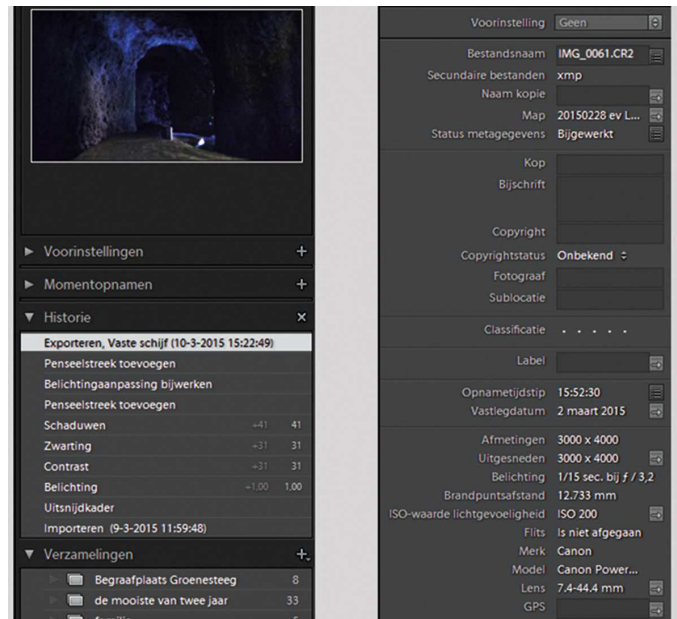 Voorinstellingen +
Momentopnamen +
Historie ×
Exporteren, Vaste schijf (10-3-2015 15:22:49)
Penseelstreek toevoegen
Belichtingaanpassing bijwerken
Penseelstreek toevoegen
Schaduwen +41 41
Zwarting +31 31
Contrast +31 31
Belichting +1,00 1,00
Uitsnijdkader
Importeren (9-3-2015 11:59:48)
Verzamelingen +
Begraafplaats Groenesteeg 8
de mooiste van twee jaar 33
Voorinstelling Geen
Bestandsnaam IMG_0061.CR2
Secundaire bestanden xmp
Naam kopie
Map 20150228 ev L...
Status metagegevens Bijgewerkt
Kop
Bijschrift
Copyright
Copyrightstatus Onbekend
Fotograaf
Sublocatie
Classificatie . . . . .
Label
Opnametijdstip 15:52:30
Vastlegdatum 2 maart 2015
Afmetingen 3000 x 4000
Uitgesneden 3000 x 4000
Belichting 1/15 sec. bij ƒ / 3,2
Brandpuntsafstand 12.733 mm
ISO-waarde lichtgevoeligheid ISO 200
Flits Is niet afgegaan
Merk Canon
Model Canon Power...
Lens 7.4-44.4 mm
GPS